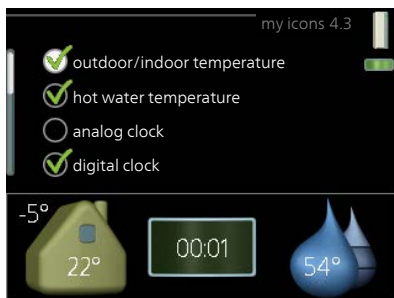 my icons 4.3
outdoor/indoor temperature
hot water temperature
analog clock
digital clock
-5°
22°
00:01
54°